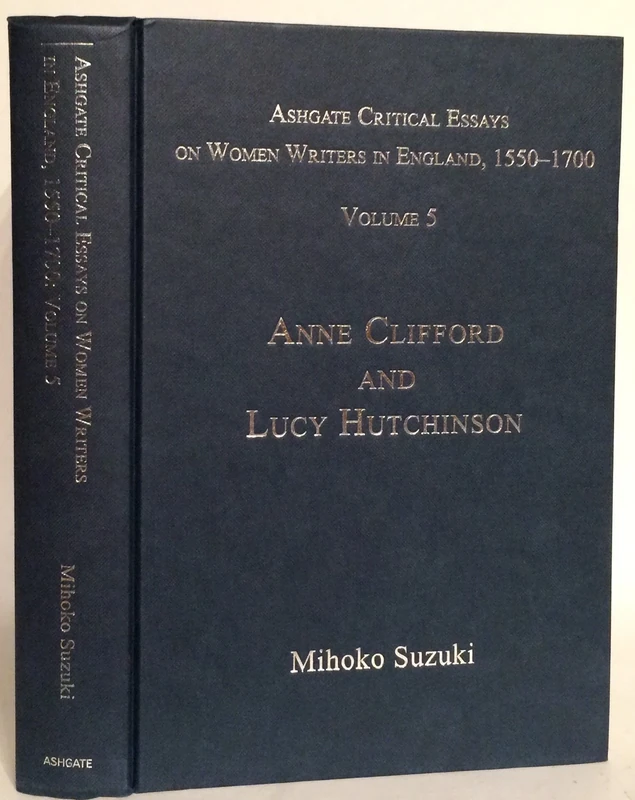 ASHGATE CRITICAL ESSAYS
ON WOMEN WRITERS IN ENGLAND, 1550–1700
VOLUME 5
ANNE CLIFFORD
AND
LUCY HUTCHINSON
Mihoko Suzuki
ASHGATE CRITICAL ESSAYS ON WOMEN WRITERS
IN ENGLAND, 1550–1700: VOLUME 5
Mihoko Suzuki
ASHGATE